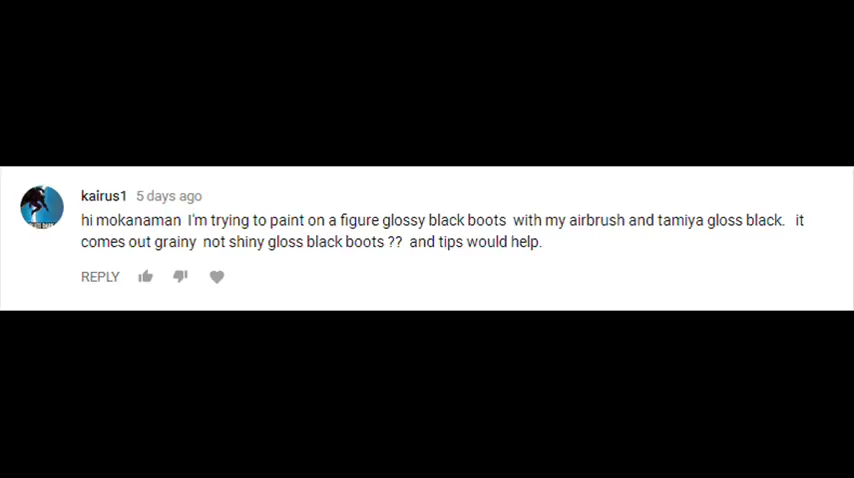 kairus1 5 days ago
hi mokanaman I'm trying to paint on a figure glossy black boots with my airbrush and tamiya gloss black. it
comes out grainy not shiny gloss black boots ?? and tips would help.
REPLY